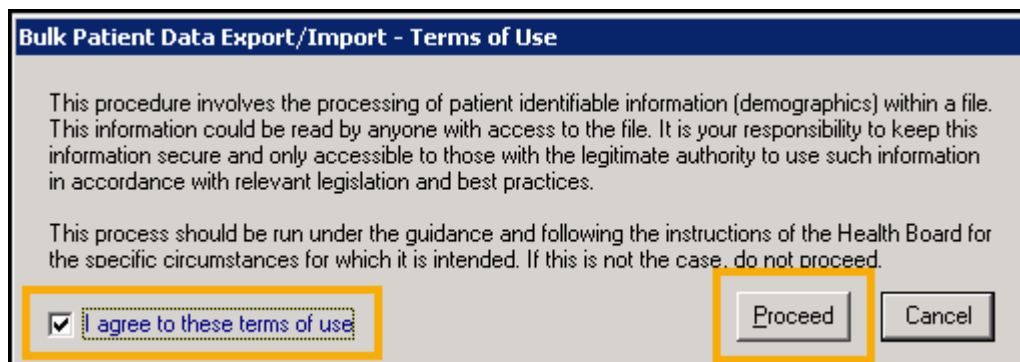 Bulk Patient Data Export/Import - Terms of Use
This procedure involves the processing of patient identifiable information (demographics) within a file.
This information could be read by anyone with access to the file. It is your responsibility to keep this
information secure and only accessible to those with the legitimate authority to use such information
in accordance with relevant legislation and best practices.
This process should be run under the guidance and following the instructions of the Health Board for
the specific circumstances for which it is intended. If this is not the case, do not proceed.
I agree to these terms of use
Proceed
Cancel